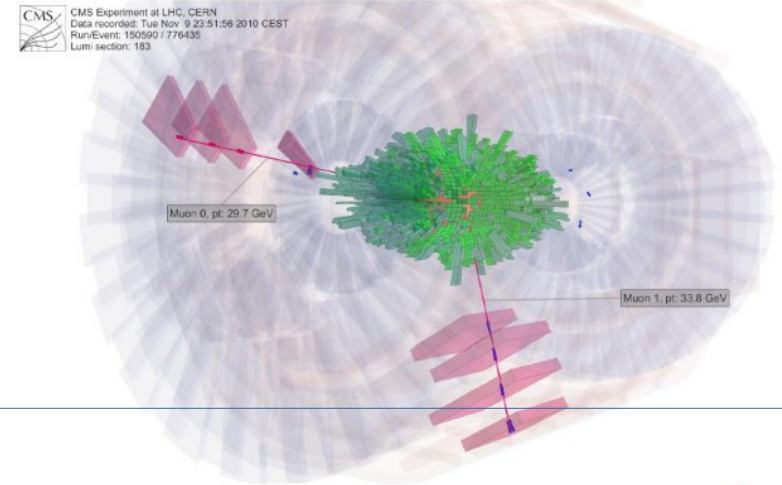 CMS
CMS Experiment at LHC, CERN
Data recorded: Tue Nov 9 23:51:56 2010 CEST
Run/Event: 150590 / 776435
Lumi section: 183
Muon 0, pt: 29.7 GeV
Muon 1, pt: 33.8 GeV